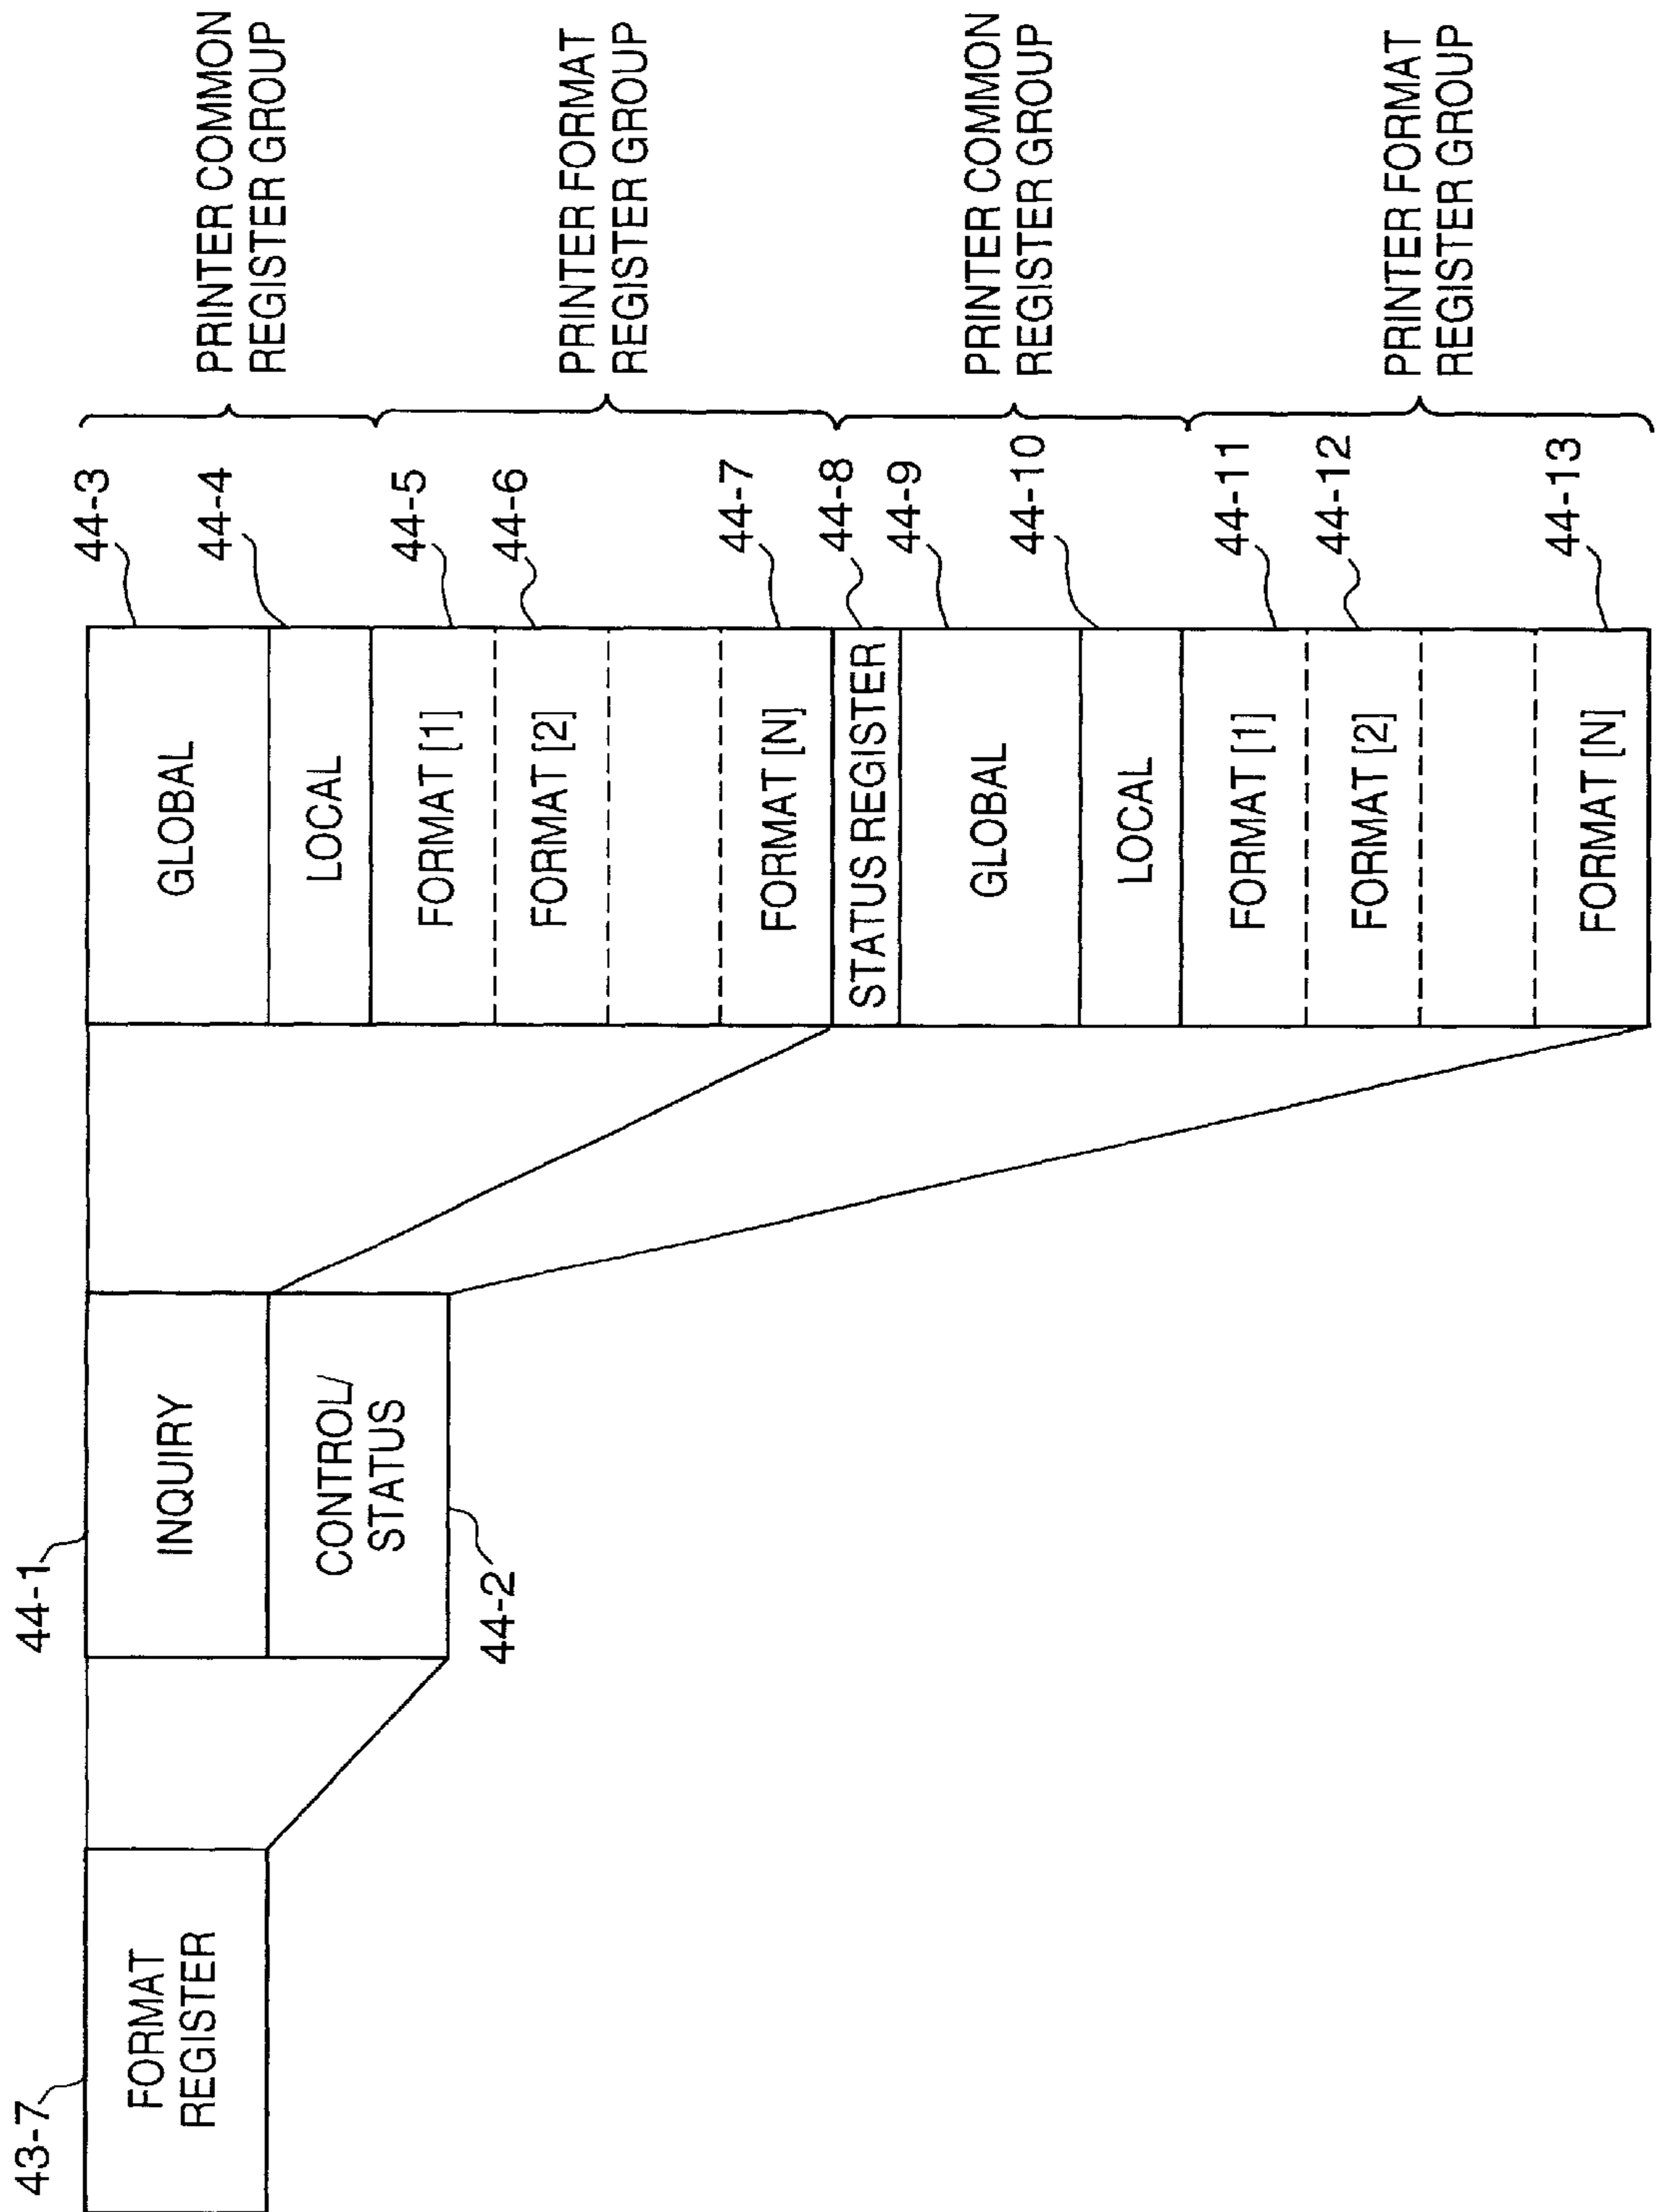 43-7
FORMAT
REGISTER
44-1
INQUIRY
CONTROL/
STATUS
44-2
GLOBAL
LOCAL
FORMAT [1]
FORMAT [2]
FORMAT [N]
STATUS REGISTER
GLOBAL
LOCAL
FORMAT [1]
FORMAT [2]
FORMAT [N]
44-3
44-4
44-5
44-6
44-7
44-8
44-9
44-10
44-11
44-12
44-13
PRINTER COMMON
REGISTER GROUP
PRINTER FORMAT
REGISTER GROUP
PRINTER COMMON
REGISTER GROUP
PRINTER FORMAT
REGISTER GROUP